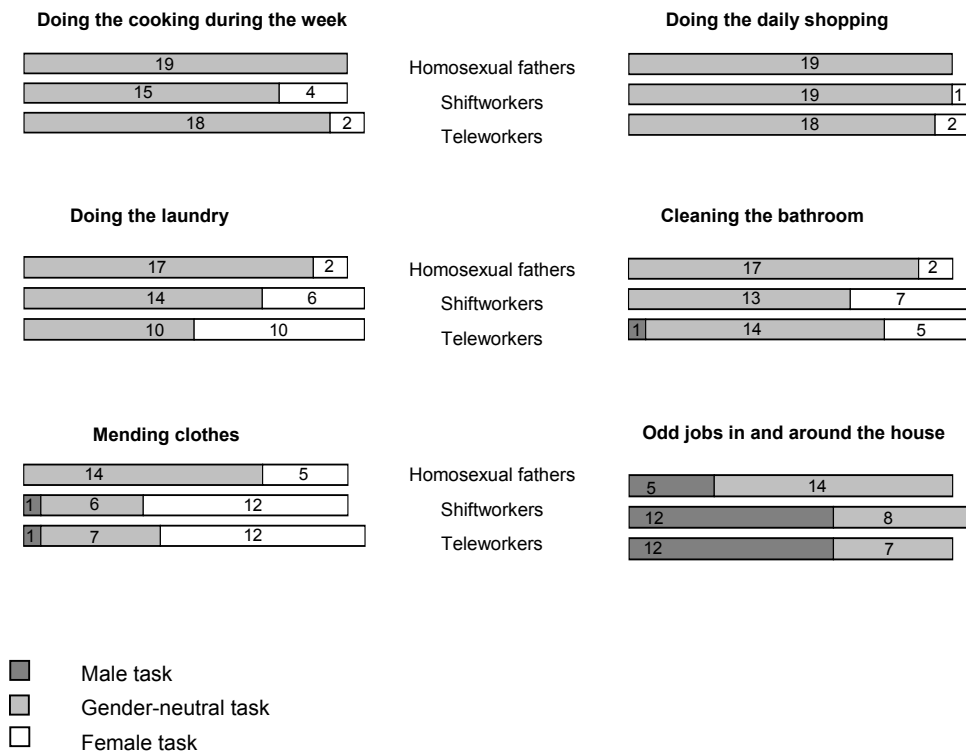 Doing the cooking during the week
Doing the daily shopping
19
Homosexual fathers
19
15 4
Shiftworkers
19 1
18 2
Teleworkers
18 2
Doing the laundry
Cleaning the bathroom
17 2
Homosexual fathers
17 2
14 6
Shiftworkers
13 7
10 10
Teleworkers
1 14 5
Mending clothes
Odd jobs in and around the house
14 5
Homosexual fathers
5 14
1 6 12
Shiftworkers
12 8
1 7 12
Teleworkers
12 7
Male task
Gender-neutral task
Female task